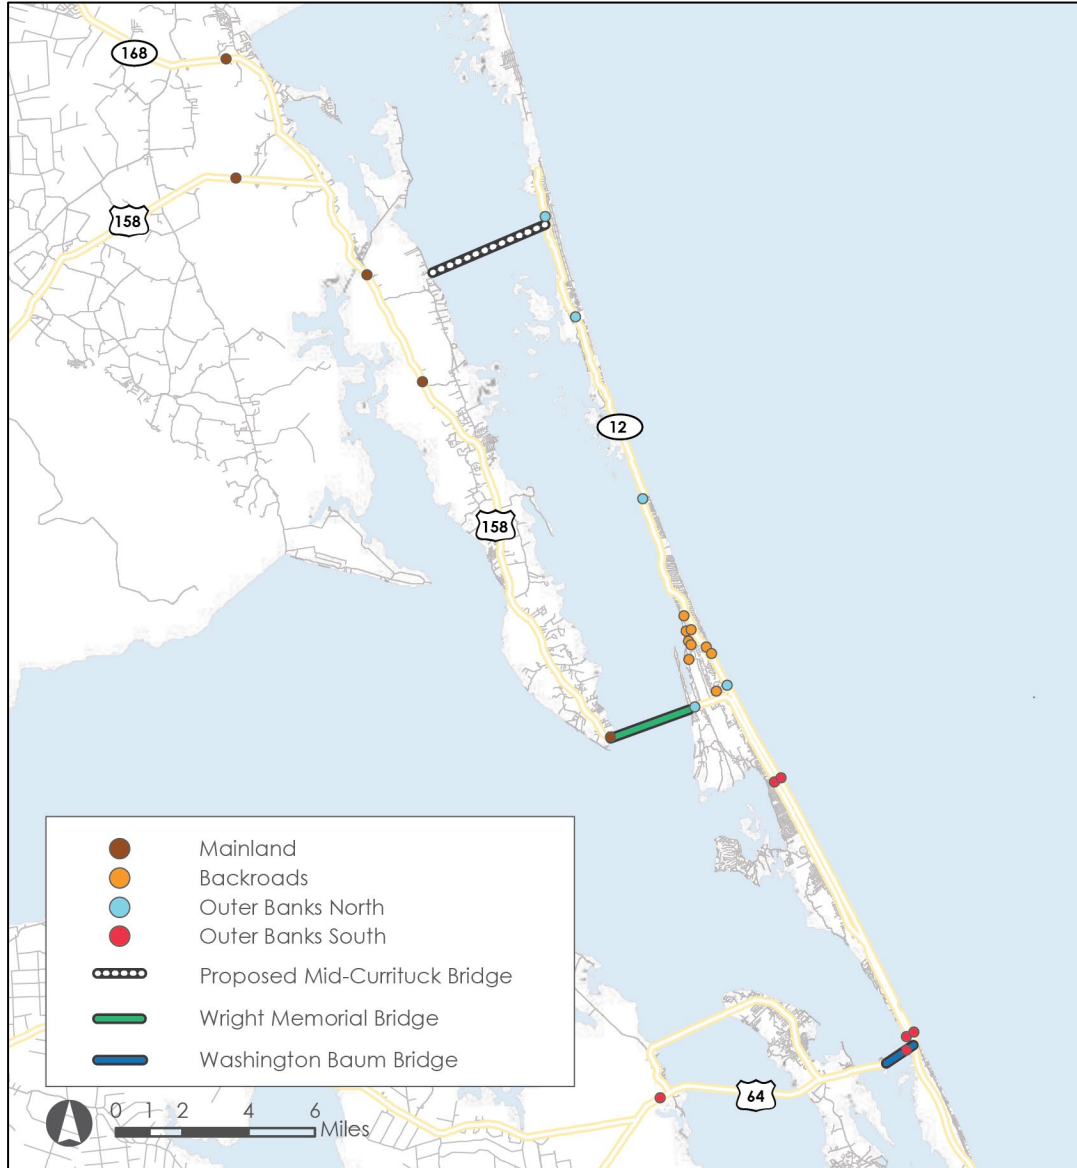 168
158
12
158
Mainland
Backroads
Outer Banks North
Outer Banks South
Proposed Mid-Currituck Bridge
Wright Memorial Bridge
Washington Baum Bridge
64
0 1 2 4 6
Miles